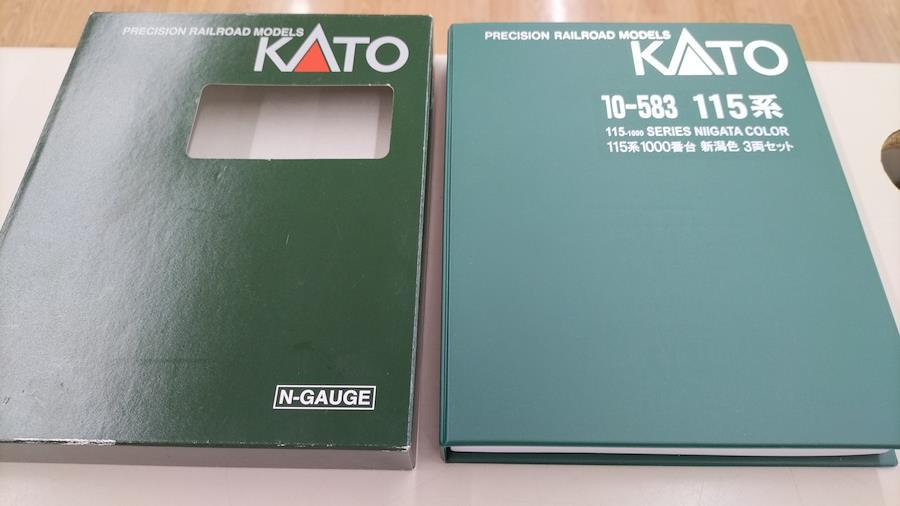 PRECISION RAILROAD MODELS
KATO
N-GAUGE
PRECISION RAILROAD MODELS
KATO
10-583 115系
115-1000 SERIES NIIGATA COLOR
115系1000番台 新潟色 3両セット